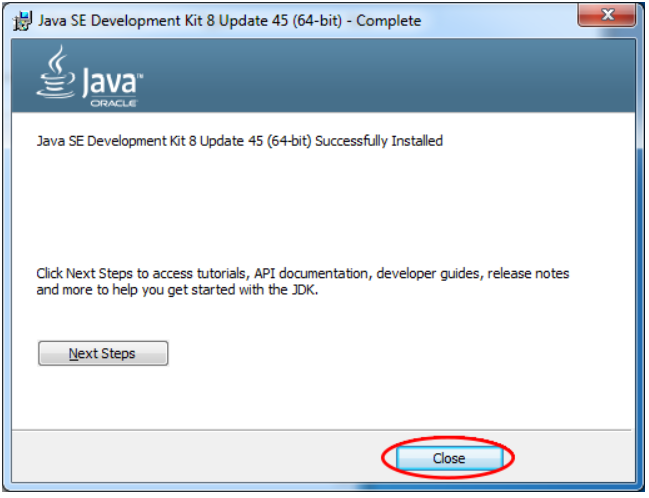 Java SE Development Kit 8 Update 45 (64-bit) - Complete
x
Java™
ORACLE
Java SE Development Kit 8 Update 45 (64-bit) Successfully Installed
Click Next Steps to access tutorials, API documentation, developer guides, release notes
and more to help you get started with the JDK.
Next Steps
Close